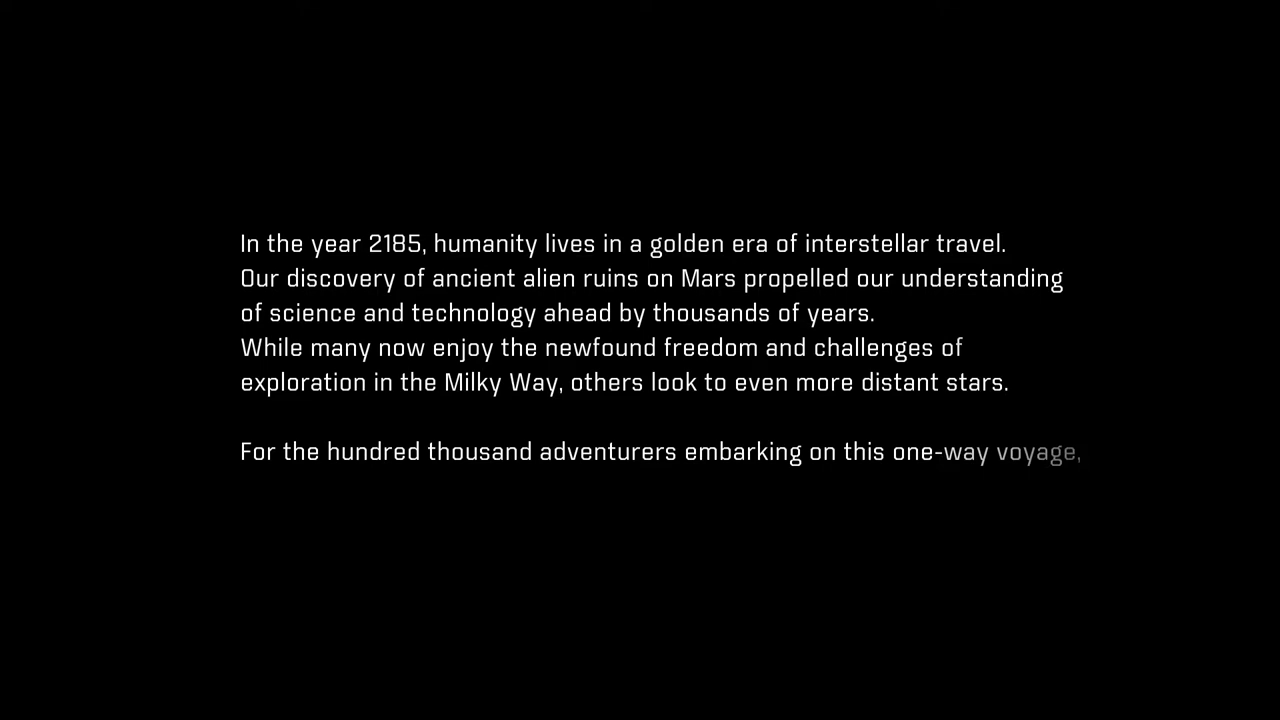 In the year 2185, humanity lives in a golden era of interstellar travel.
Our discovery of ancient alien ruins on Mars propelled our understanding
of science and technology ahead by thousands of years.
While many now enjoy the newfound freedom and challenges of
exploration in the Milky Way, others look to even more distant stars.
For the hundred thousand adventurers embarking on this one-way voyage,